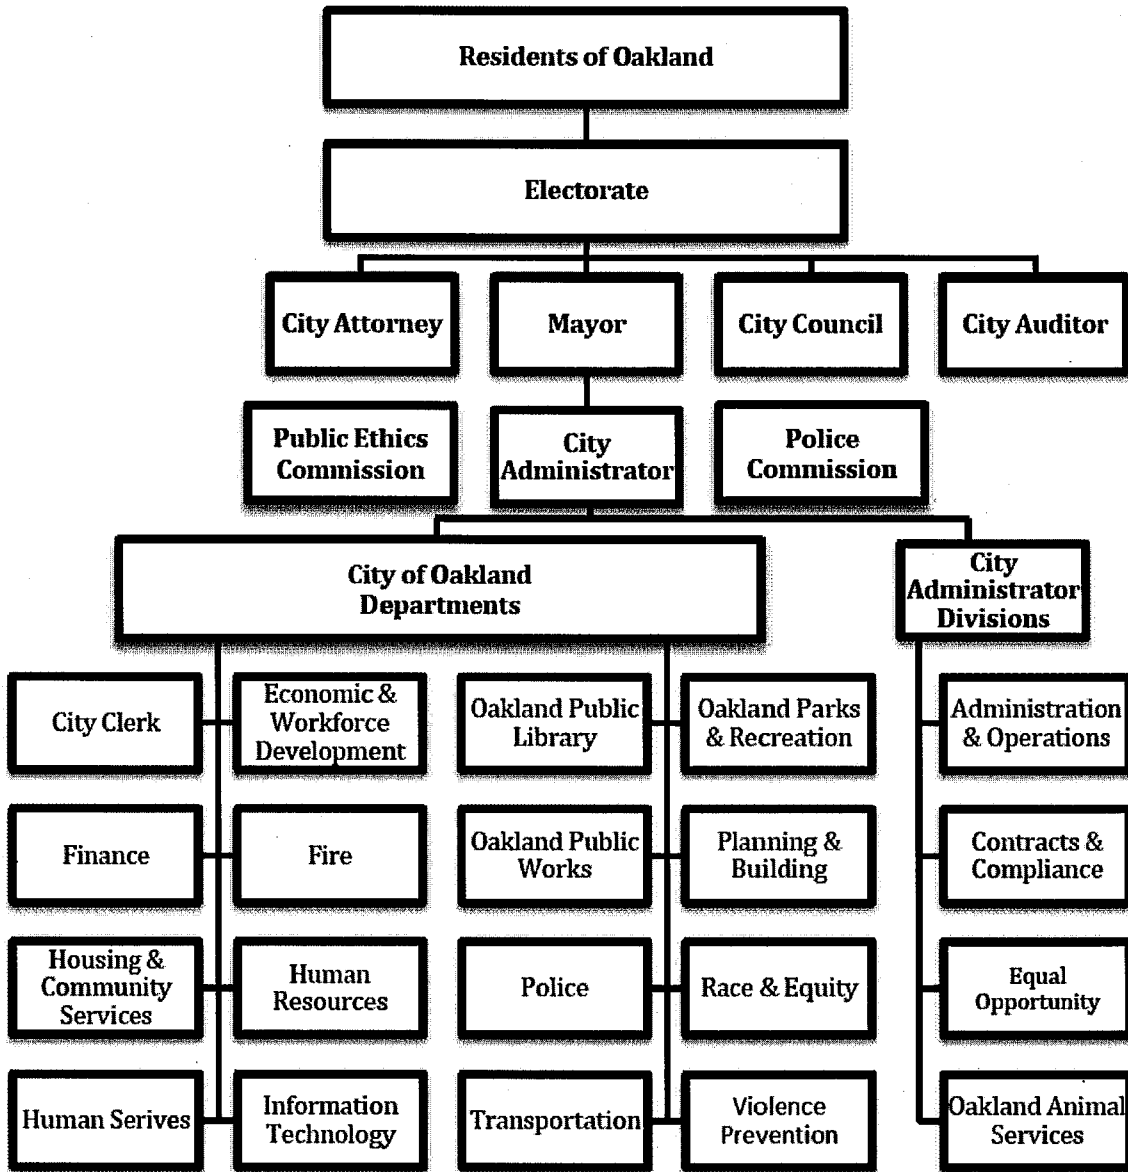 Residents of Oakland
Electorate
City Attorney
Mayor
City Council
City Auditor
Public Ethics
Commission
City
Administrator
Police
Commission
City of Oakland
Departments
City
Administrator
Divisions
City Clerk
Economic &
Workforce
Development
Oakland Public
Library
Oakland Parks
& Recreation
Administration
& Operations
Finance
Fire
Oakland Public
Works
Planning &
Building
Contracts &
Compliance
Housing &
Community
Services
Human
Resources
Police
Race & Equity
Equal
Opportunity
Human Serives
Information
Technology
Transportation
Violence
Prevention
Oakland Animal
Services